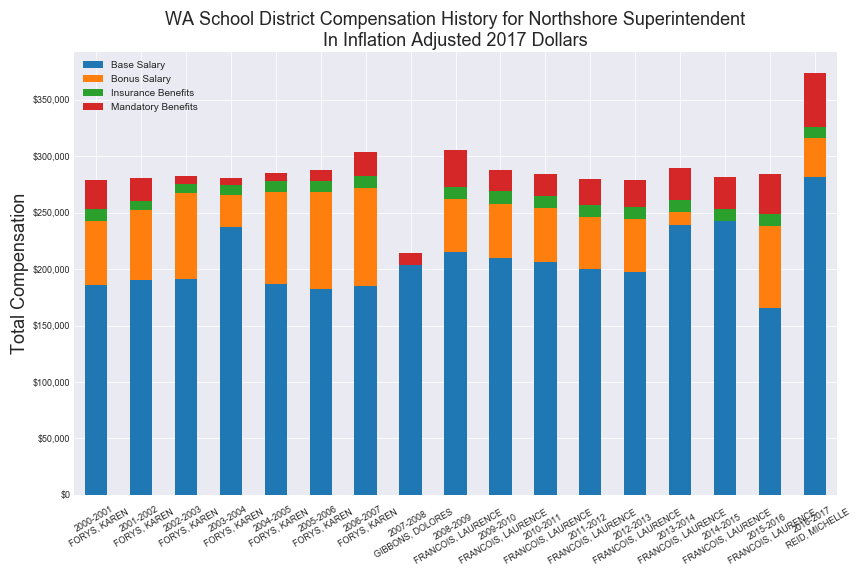 WA School District Compensation History for Northshore Superintendent
In Inflation Adjusted 2017 Dollars
Base Salary
Bonus Salary
Insurance Benefits
Mandatory Benefits
Total Compensation
$350,000
$300,000
$250,000
$200,000
$150,000
$100,000
$50,000
$0
2000-2001
FORYS, KAREN
2001-2002
FORYS, KAREN
2002-2003
FORYS, KAREN
2003-2004
FORYS, KAREN
2004-2005
FORYS, KAREN
2005-2006
FORYS, KAREN
2006-2007
FORYS, KAREN
2007-2008
GIBBONS, DOLORES
2008-2009
FRANCOIS, LAURENCE
2009-2010
FRANCOIS, LAURENCE
2010-2011
FRANCOIS, LAURENCE
2011-2012
FRANCOIS, LAURENCE
2012-2013
FRANCOIS, LAURENCE
2013-2014
FRANCOIS, LAURENCE
2014-2015
FRANCOIS, LAURENCE
2015-2016
FRANCOIS, LAURENCE
2016-2017
REID, MICHELLE